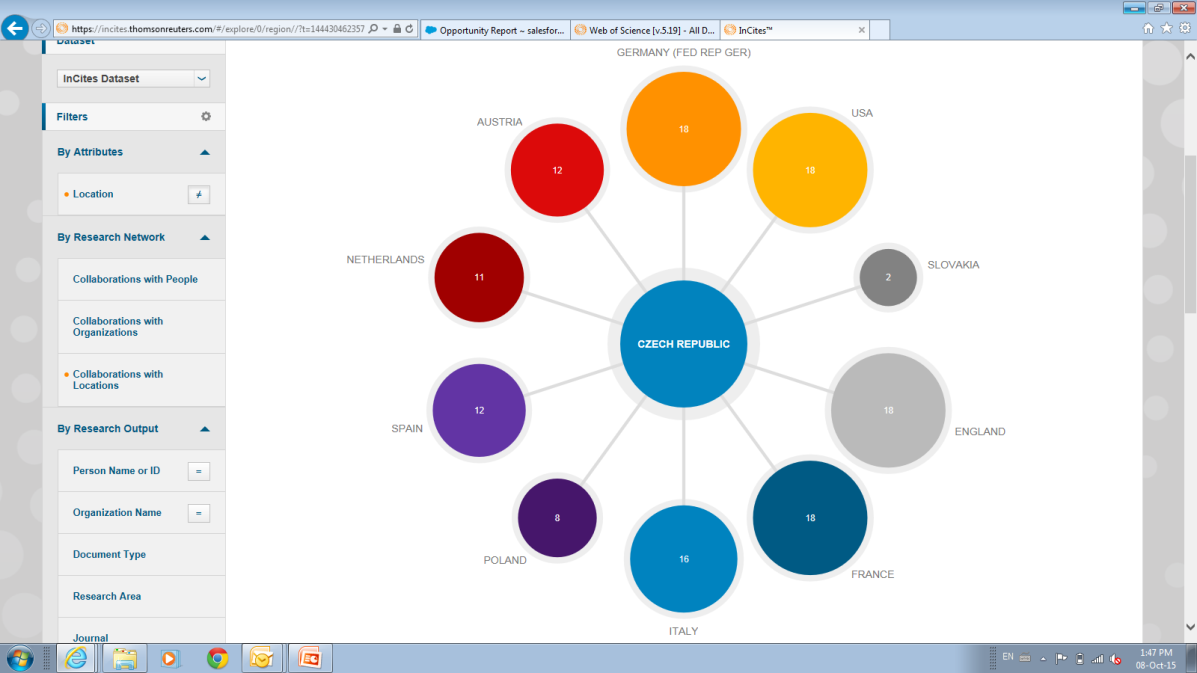 https://incites.thomsonreuters.com/#/explore/0/region//?t=144430462357
Opportunity Report ~ salesfor...
Web of Science [v.5.19] - All D...
InCites™
Dataset
InCites Dataset
Filters
By Attributes
Location
≠
By Research Network
Collaborations with People
Collaborations with
Organizations
Collaborations with
Locations
By Research Output
Person Name or ID
=
Organization Name
=
Document Type
Research Area
Journal
GERMANY (FED REP GER)
18
USA
18
AUSTRIA
12
SLOVAKIA
2
NETHERLANDS
11
CZECH REPUBLIC
ENGLAND
18
SPAIN
12
FRANCE
18
POLAND
8
ITALY
16
EN
1:47 PM
08-Oct-15